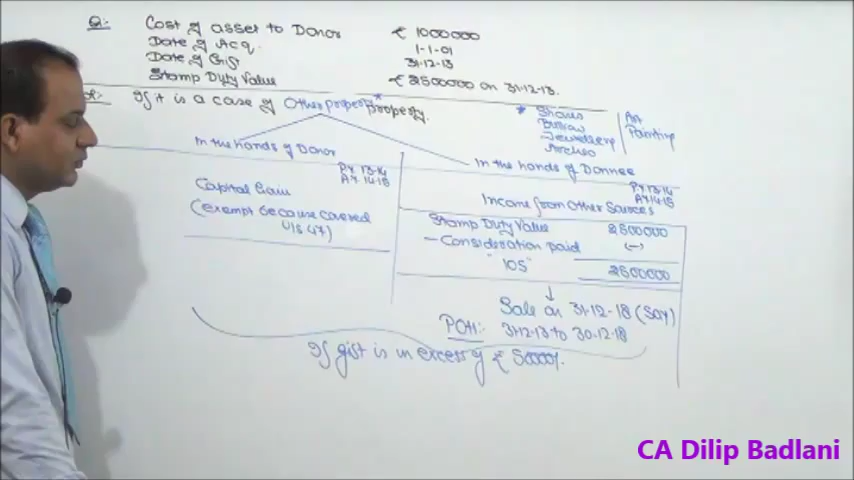 Q:- Cost of asset to Donor ₹ 1000000
Date of Acq. 1-1-01
Date of Gift 31-12-13
Stamp Duty Value ₹ 2500000 on 31-12-13.
If it is a case of Other property* property.
* Shares
Bullion
Jewellery
Archeo
Art
Painting
In the hands of Donor
PY 13-14
AY 14-15
Capital Gain
(exempt because covered
u/s 47)
In the hands of Donnee
PY 13-14
AY 14-15
Income from Other Sources
Stamp Duty Value 2500000
- Consideration paid (-)
"IOS" 2500000
Sale on 31-12-18 (Say)
POH: 31-12-13 to 30-12-18
If gift is in excess of ₹ 50000/-
CA Dilip Badlani